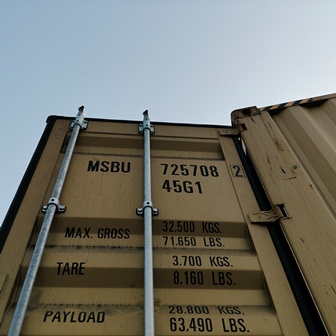 MSBU 725708 2
45G1
MAX. GROSS 32.500 KGS.
71.650 LBS.
TARE 3.700 KGS.
8.160 LBS.
PAYLOAD 28.800 KGS.
63.490 LBS.